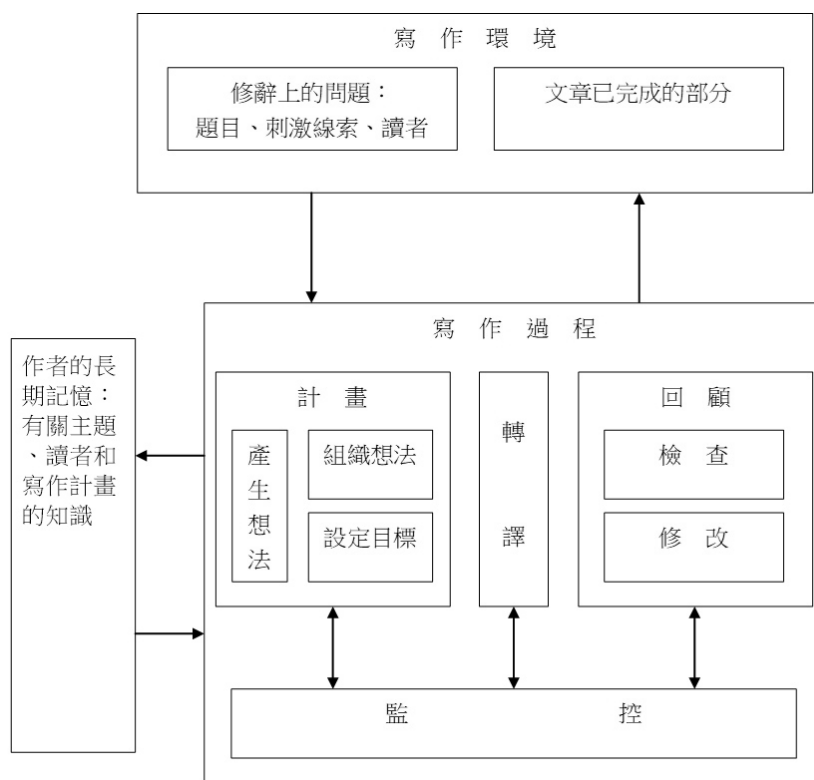 寫作環境
修辭上的問題：
題目、刺激線索、讀者
文章已完成的部分
寫作過程
作者的長
期記憶：
有關主題
、讀者和
寫作計畫
的知識
計畫
產生想法
組織想法
設定目標
轉譯
回顧
檢查
修改
監控